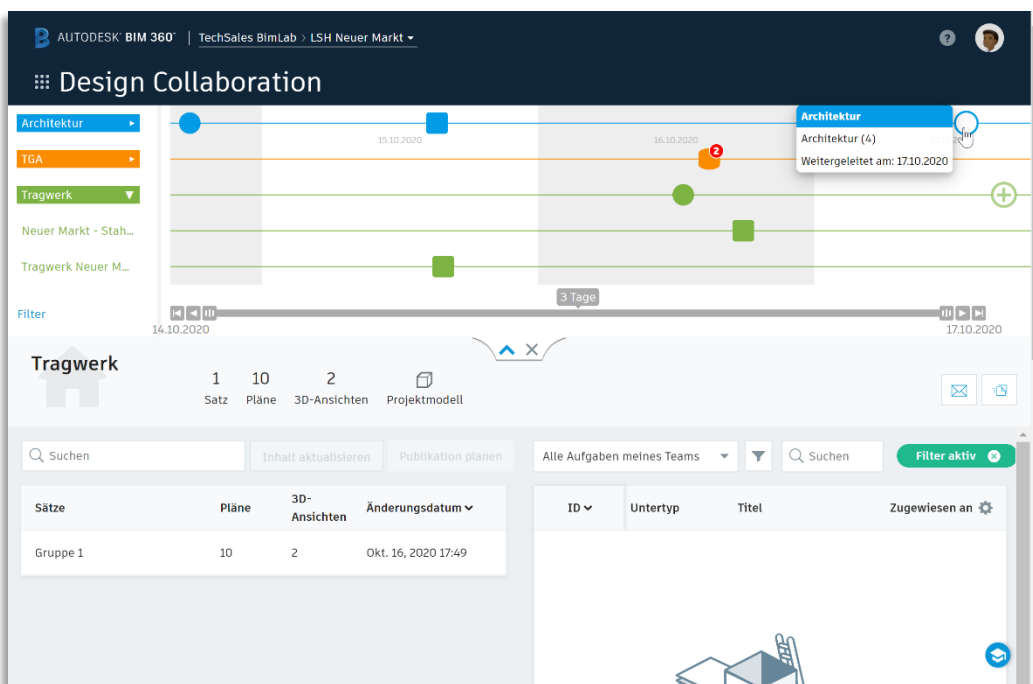 AUTODESK® BIM 360™ | TechSales BimLab > LSH Neuer Markt
Design Collaboration
Architektur
15.10.2020
16.10.2020
Architektur
Architektur (4)
Weitergeleitet am: 17.10.2020
TGA
2
Tragwerk
Neuer Markt - Stah...
Tragwerk Neuer M...
Filter
3 Tage
14.10.2020
17.10.2020
Tragwerk
1 10 2
Satz Pläne 3D-Ansichten Projektmodell
Suchen
Inhalt aktualisieren
Publikation planen
Alle Aufgaben meines Teams
Suchen
Filter aktiv
Sätze Pläne 3D-Ansichten Änderungsdatum
Gruppe 1 10 2 Okt. 16, 2020 17:49
ID Untertyp Titel Zugewiesen an